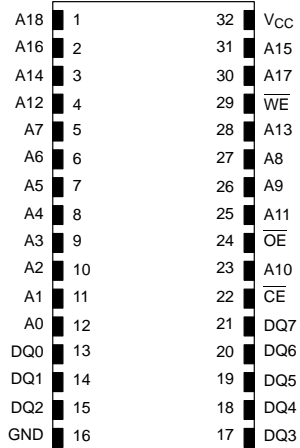 A18 1 32 VCC
A16 2 31 A15
A14 3 30 A17
A12 4 29 W̅E̅
A7 5 28 A13
A6 6 27 A8
A5 7 26 A9
A4 8 25 A11
A3 9 24 O̅E̅
A2 10 23 A10
A1 11 22 C̅E̅
A0 12 21 DQ7
DQ0 13 20 DQ6
DQ1 14 19 DQ5
DQ2 15 18 DQ4
GND 16 17 DQ3